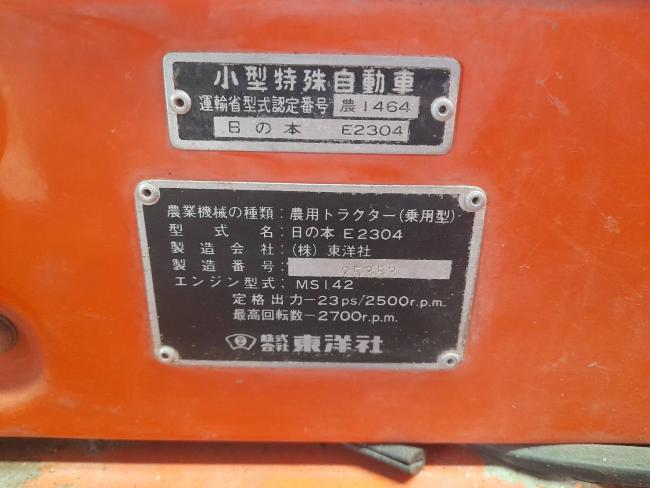 小型特殊自動車
運輸省型式認定番号 農1464
日の本 E2304
農業機械の種類：農用トラクター(乗用型)
型式名：日の本 E2304
製造会社：(株) 東洋社
製造番号：
エンジン型式：MS142
定格出力－23ps/2500r.p.m.
最高回転数－2700r.p.m.
株式会社 東洋社